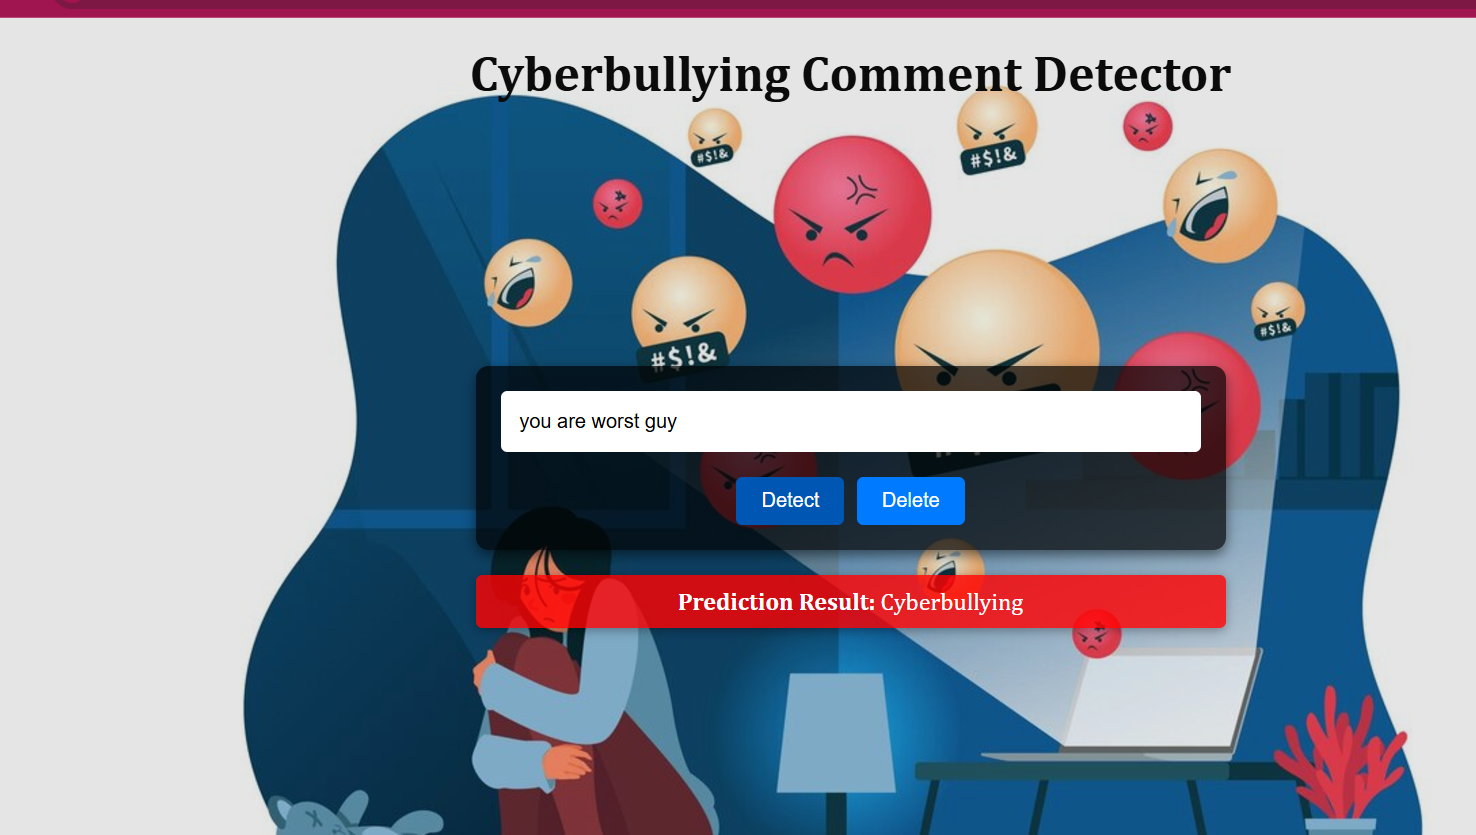 Cyberbullying Comment Detector
#$!&
#$!&
#$!&
#$!&
you are worst guy
Detect Delete
Prediction Result: Cyberbullying